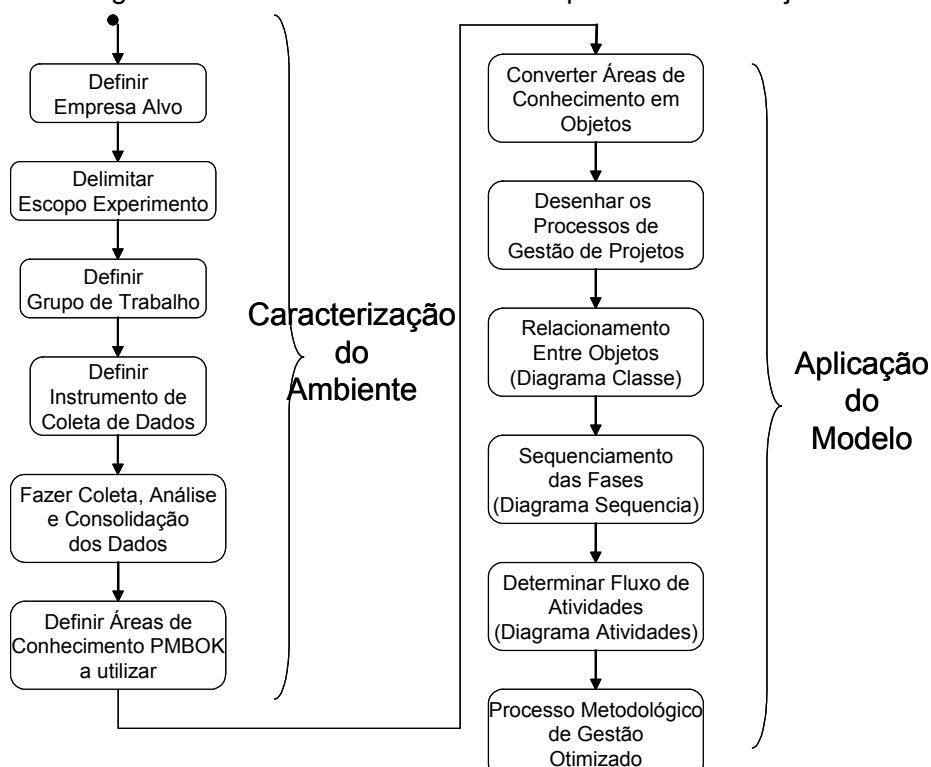 Definir
Empresa Alvo
Delimitar
Escopo Experimento
Definir
Grupo de Trabalho
Definir
Instrumento de
Coleta de Dados
Fazer Coleta, Análise
e Consolidação
dos Dados
Definir Áreas de
Conhecimento PMBOK
a utilizar
Caracterização
do
Ambiente
Converter Áreas de
Conhecimento em
Objetos
Desenhar os
Processos de
Gestão de Projetos
Relacionamento
Entre Objetos
(Diagrama Classe)
Sequenciamento
das Fases
(Diagrama Sequencia)
Determinar Fluxo de
Atividades
(Diagrama Atividades)
Processo Metodológico
de Gestão
Otimizado
Aplicação
do
Modelo